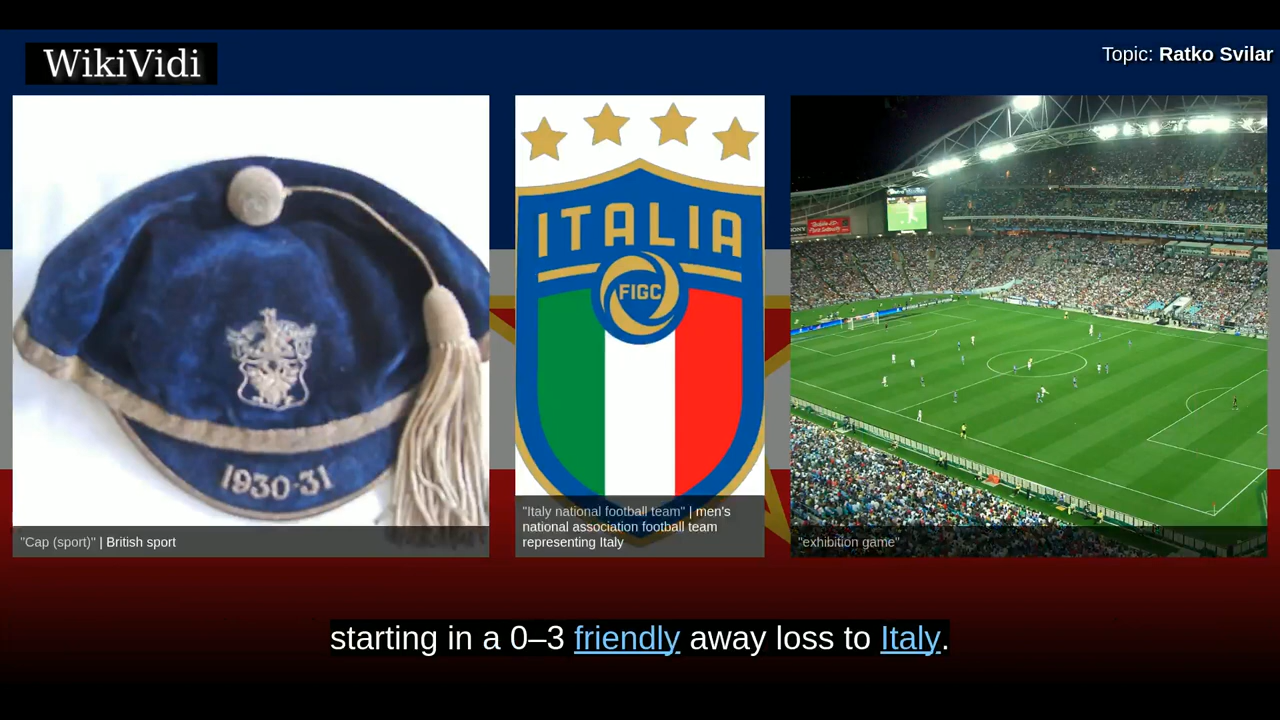 WikiVidi
Topic: Ratko Svilar
1930-31
"Cap (sport)" | British sport
ITALIA
FIGC
"Italy national football team" | men's
national association football team
representing Italy
"exhibition game"
starting in a 0–3 friendly away loss to Italy.